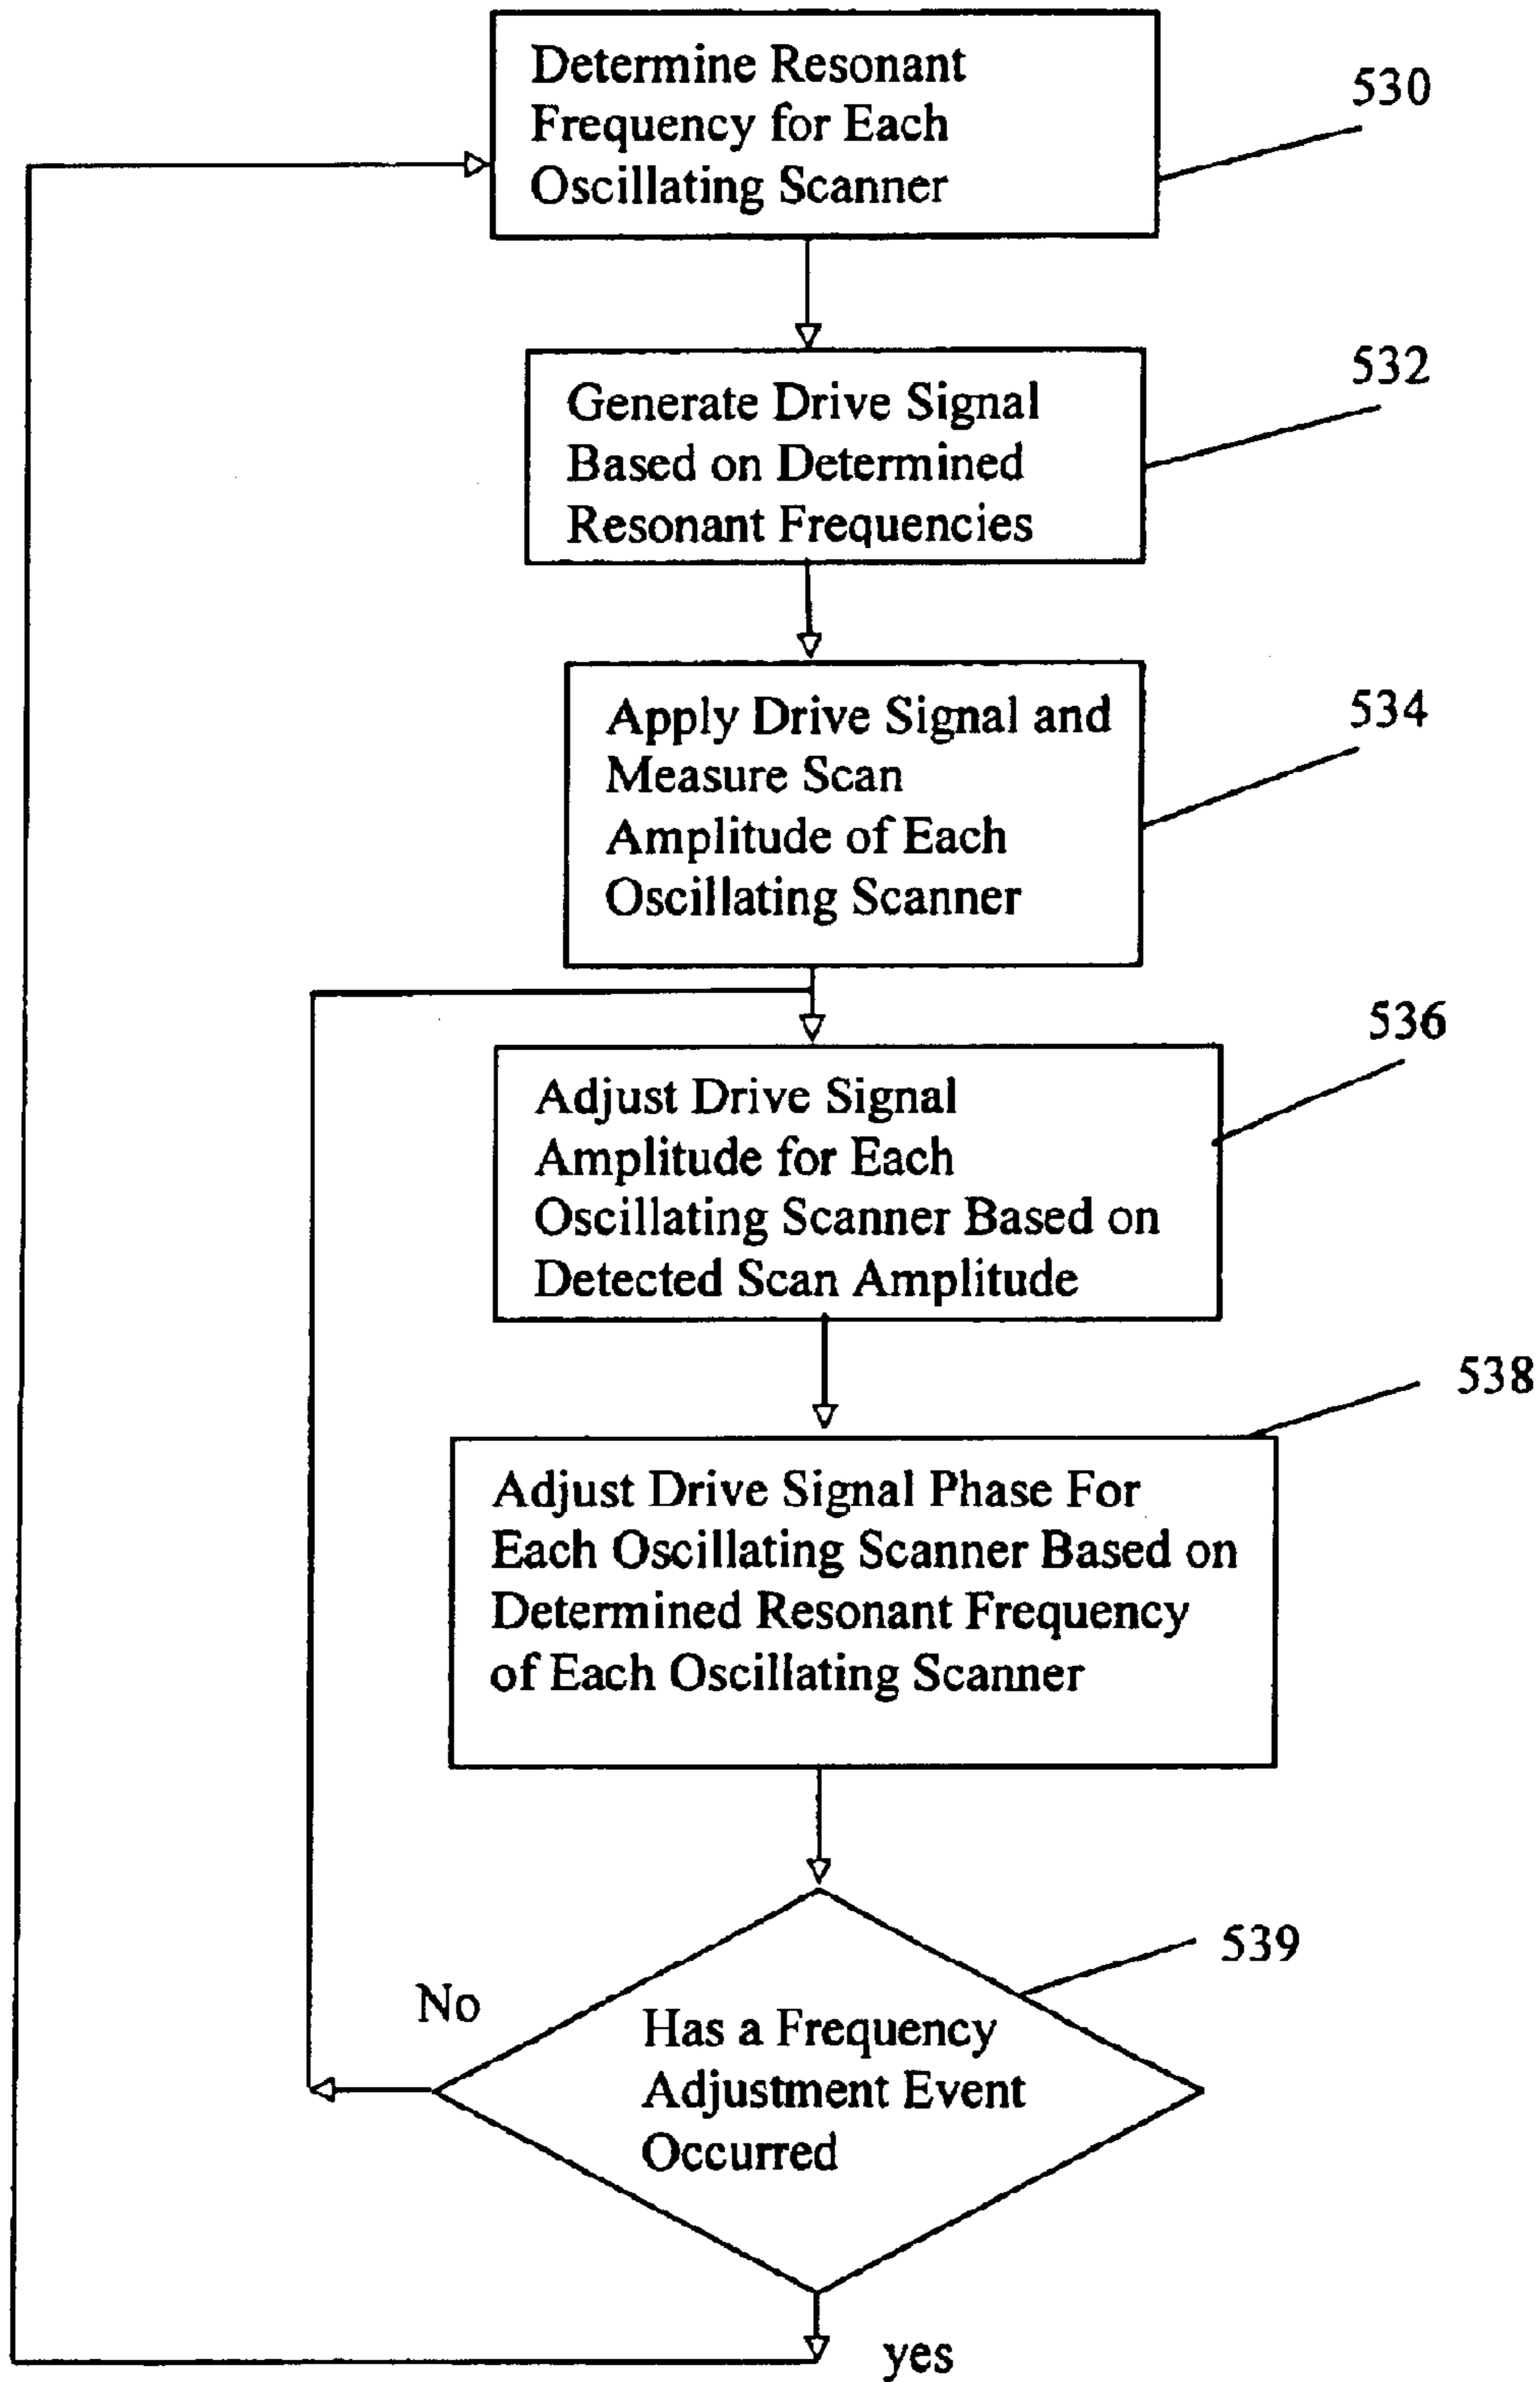 Determine Resonant
Frequency for Each
Oscillating Scanner
530
Generate Drive Signal
Based on Determined
Resonant Frequencies
532
Apply Drive Signal and
Measure Scan
Amplitude of Each
Oscillating Scanner
534
Adjust Drive Signal
Amplitude for Each
Oscillating Scanner Based on
Detected Scan Amplitude
536
Adjust Drive Signal Phase For
Each Oscillating Scanner Based on
Determined Resonant Frequency
of Each Oscillating Scanner
538
Has a Frequency
Adjustment Event
Occurred
539
No
yes